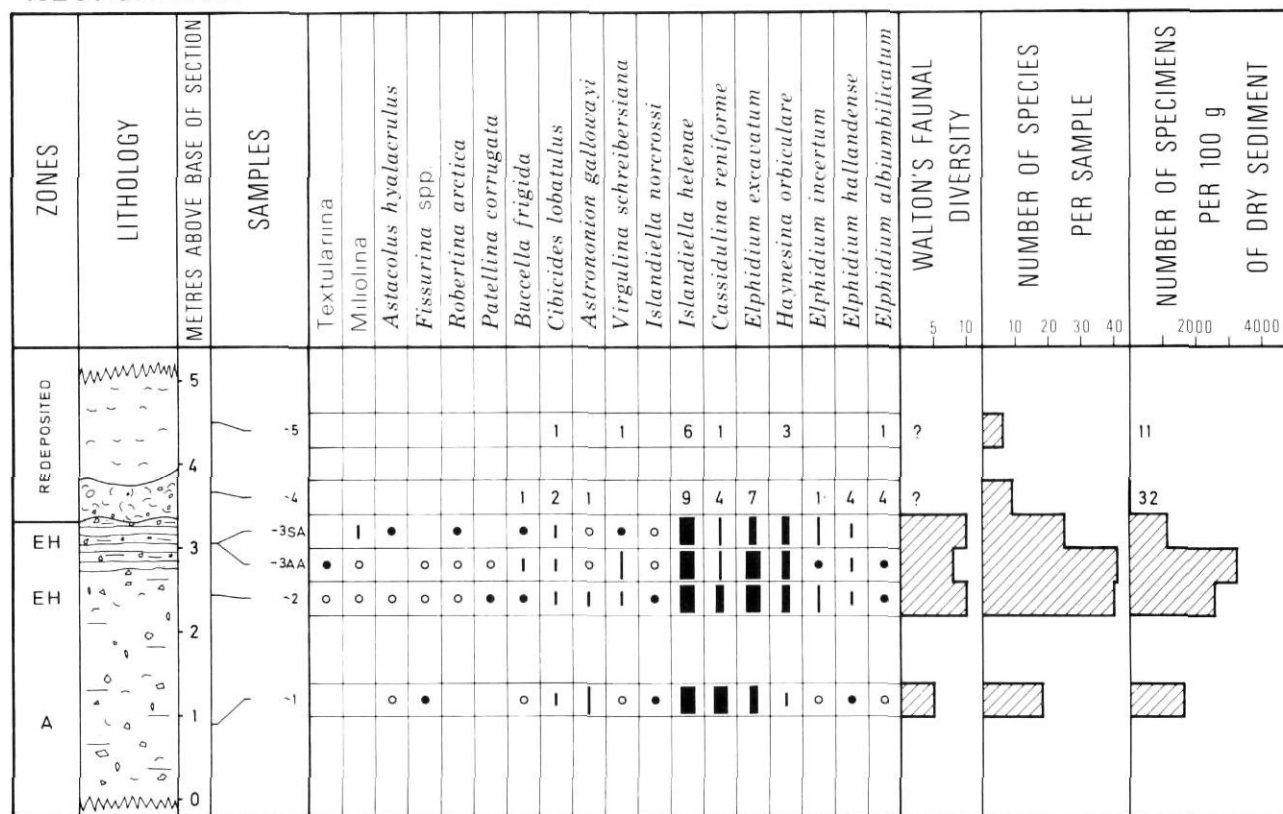 ZONES
LITHOLOGY
METRES ABOVE BASE OF SECTION
SAMPLES
Textulariina
Miliolina
Astacolus hyalacrulus
Fissurina spp.
Robertina arctica
Patellina corrugata
Buccella frigida
Cibicides lobatulus
Astrononion gallowayi
Virgulina schreibersiana
Islandiella norcrossi
Islandiella helenae
Cassidulina reniforme
Elphidium excavatum
Haynesina orbiculare
Elphidium incertum
Elphidium hallandense
Elphidium albiumbilicatum
WALTON'S FAUNAL
DIVERSITY
5 10
NUMBER OF SPECIES
PER SAMPLE
10 20 30 40
NUMBER OF SPECIMENS
PER 100 g
OF DRY SEDIMENT
2000 4000
REDEPOSITED
EH
EH
A
5
4
3
2
1
0
-5 1 1 6 1 3 1 ? 11
-4 1 2 1 9 4 7 1 4 4 ? 32
-3SA
-3AA
-2
-1